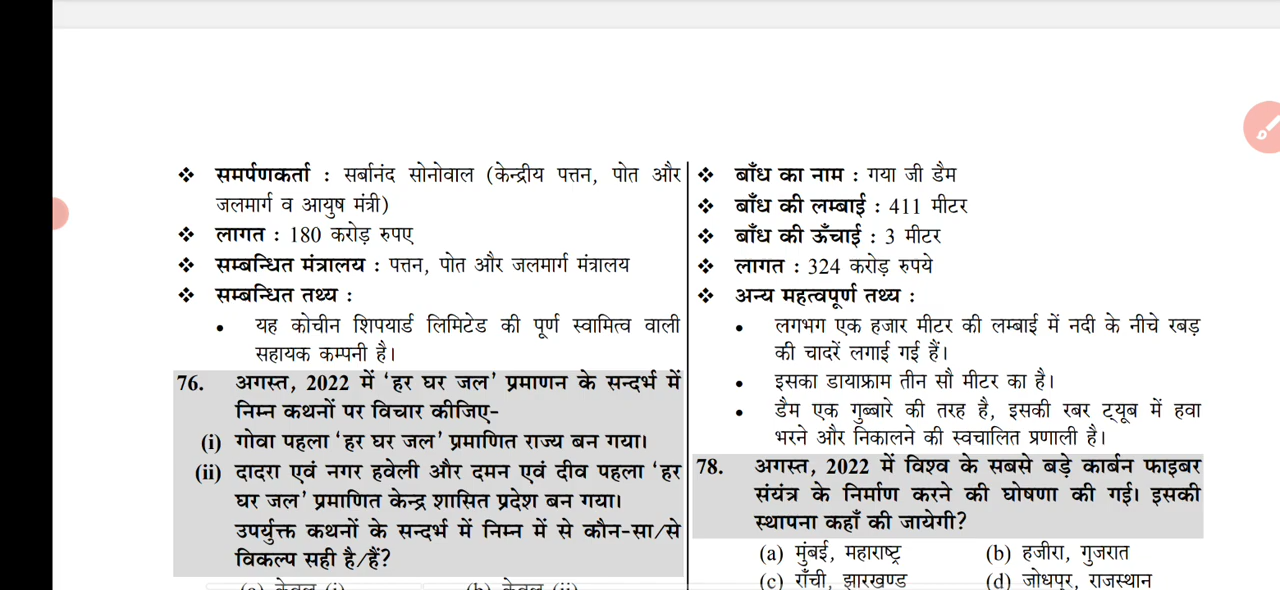 ❖ समर्पणकर्ता : सर्बानंद सोनोवाल (केन्द्रीय पत्तन, पोत और
जलमार्ग व आयुष मंत्री)
❖ लागत : 180 करोड़ रुपए
❖ सम्बन्धित मंत्रालय : पत्तन, पोत और जलमार्ग मंत्रालय
❖ सम्बन्धित तथ्य :
• यह कोचीन शिपयार्ड लिमिटेड की पूर्ण स्वामित्व वाली
सहायक कम्पनी है।
76. अगस्त, 2022 में ‘हर घर जल’ प्रमाणन के सन्दर्भ में
निम्न कथनों पर विचार कीजिए-
(i) गोवा पहला ‘हर घर जल’ प्रमाणित राज्य बन गया।
(ii) दादरा एवं नगर हवेली और दमन एवं दीव पहला ‘हर
घर जल’ प्रमाणित केन्द्र शासित प्रदेश बन गया।
उपर्युक्त कथनों के सन्दर्भ में निम्न में से कौन-सा/से
विकल्प सही है/हैं?
(a) केवल (i) (b) केवल (ii)
❖ बाँध का नाम : गया जी डैम
❖ बाँध की लम्बाई : 411 मीटर
❖ बाँध की ऊँचाई : 3 मीटर
❖ लागत : 324 करोड़ रुपये
❖ अन्य महत्वपूर्ण तथ्य :
• लगभग एक हजार मीटर की लम्बाई में नदी के नीचे रबड़
की चादरें लगाई गई हैं।
• इसका डायाफ्राम तीन सौ मीटर का है।
• डैम एक गुब्बारे की तरह है, इसकी रबर ट्यूब में हवा
भरने और निकालने की स्वचालित प्रणाली है।
78. अगस्त, 2022 में विश्व के सबसे बड़े कार्बन फाइबर
संयंत्र के निर्माण करने की घोषणा की गई। इसकी
स्थापना कहाँ की जायेगी?
(a) मुंबई, महाराष्ट्र (b) हजीरा, गुजरात
(c) राँची, झारखण्ड (d) जोधपुर, राजस्थान